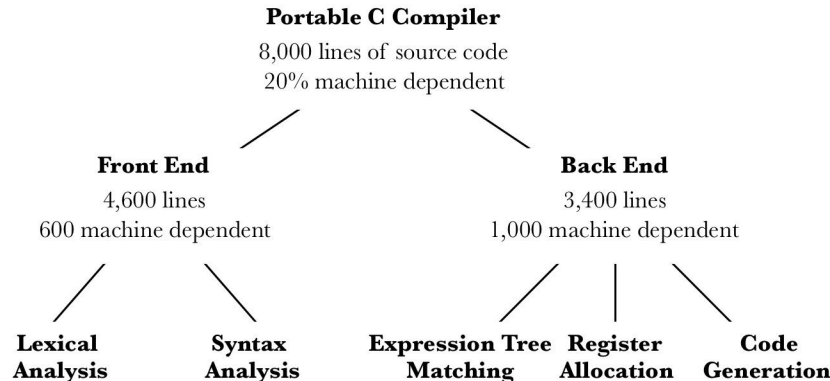 Portable C Compiler
8,000 lines of source code
20% machine dependent
Front End
4,600 lines
600 machine dependent
Back End
3,400 lines
1,000 machine dependent
Lexical
Analysis
Syntax
Analysis
Expression Tree
Matching
Register
Allocation
Code
Generation